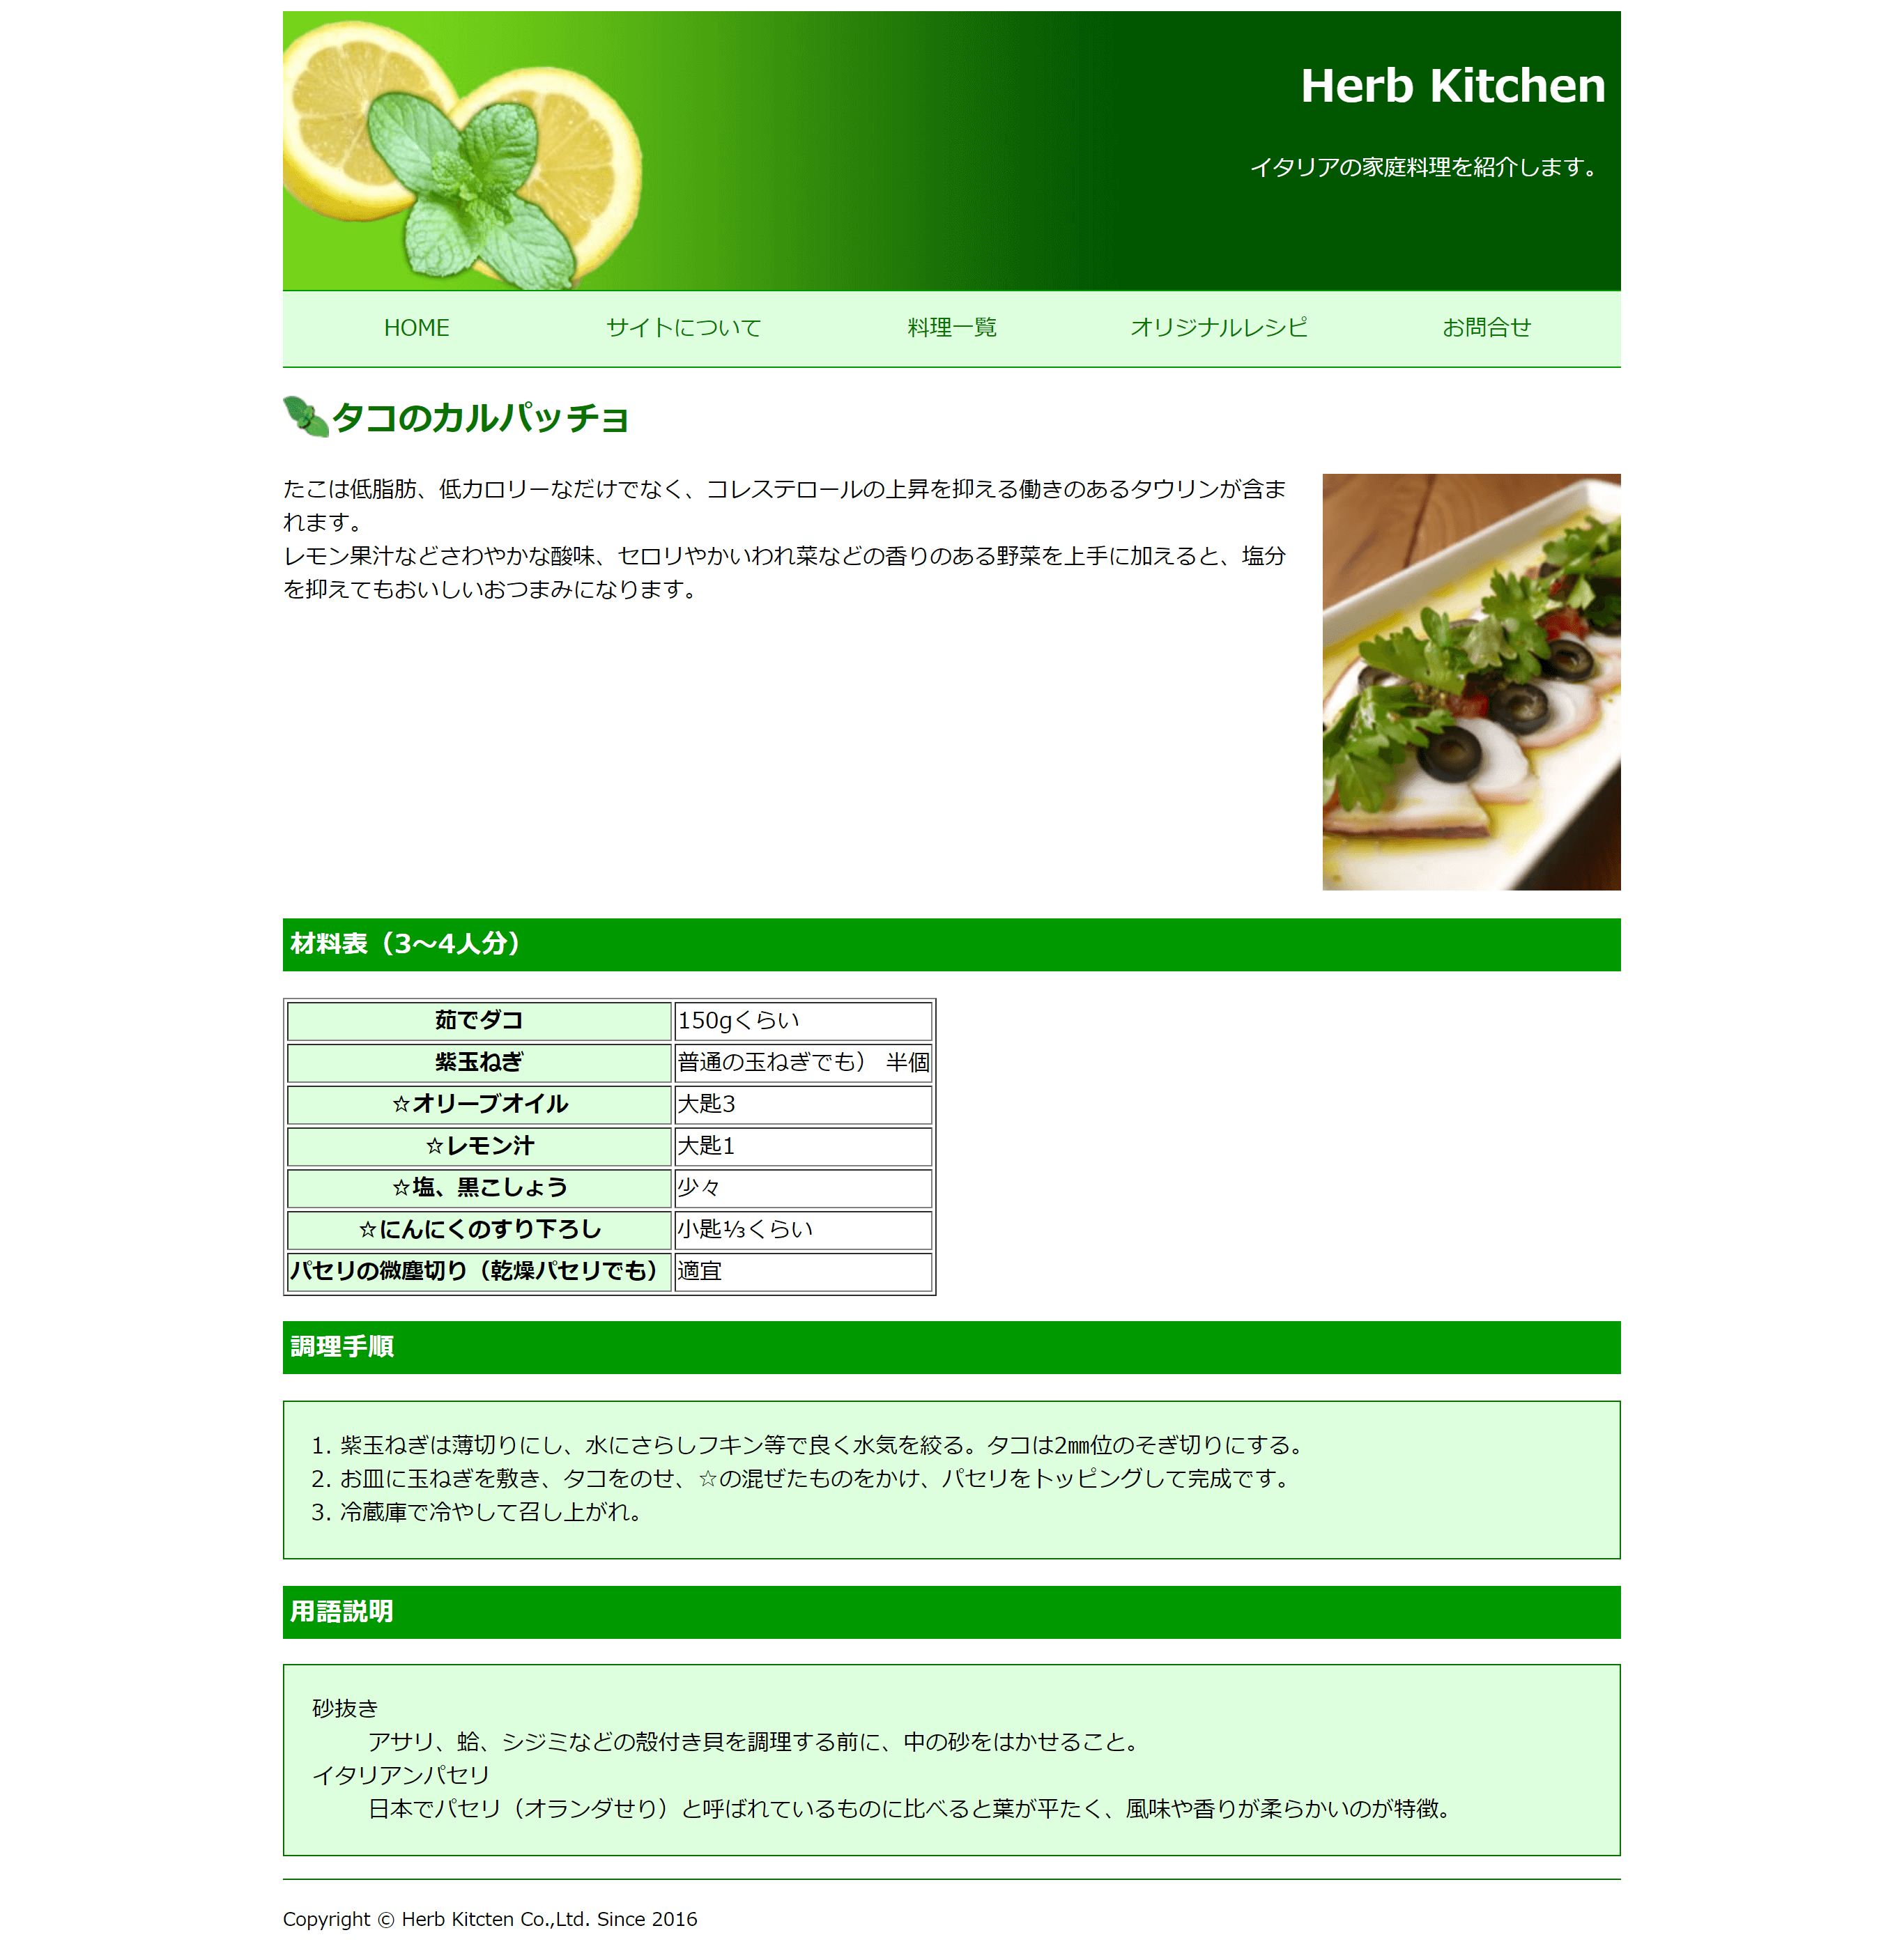 Herb Kitchen
イタリアの家庭料理を紹介します。
HOME サイトについて 料理一覧 オリジナルレシピ お問合せ
タコのカルパッチョ
たこは低脂肪、低カロリーなだけでなく、コレステロールの上昇を抑える働きのあるタウリンが含ま
れます。
レモン果汁などさわやかな酸味、セロリやかいわれ菜などの香りのある野菜を上手に加えると、塩分
を抑えてもおいしいおつまみになります。
材料表（3～4人分）
茹でダコ 150gくらい
紫玉ねぎ 普通の玉ねぎでも） 半個
☆オリーブオイル 大匙3
☆レモン汁 大匙1
☆塩、黒こしょう 少々
☆にんにくのすり下ろし 小匙⅓くらい
パセリの微塵切り（乾燥パセリでも） 適宜
調理手順
1. 紫玉ねぎは薄切りにし、水にさらしフキン等で良く水気を絞る。タコは2㎜位のそぎ切りにする。
2. お皿に玉ねぎを敷き、タコをのせ、☆の混ぜたものをかけ、パセリをトッピングして完成です。
3. 冷蔵庫で冷やして召し上がれ。
用語説明
砂抜き
アサリ、蛤、シジミなどの殻付き貝を調理する前に、中の砂をはかせること。
イタリアンパセリ
日本でパセリ（オランダせり）と呼ばれているものに比べると葉が平たく、風味や香りが柔らかいのが特徴。
Copyright © Herb Kitcten Co.,Ltd. Since 2016